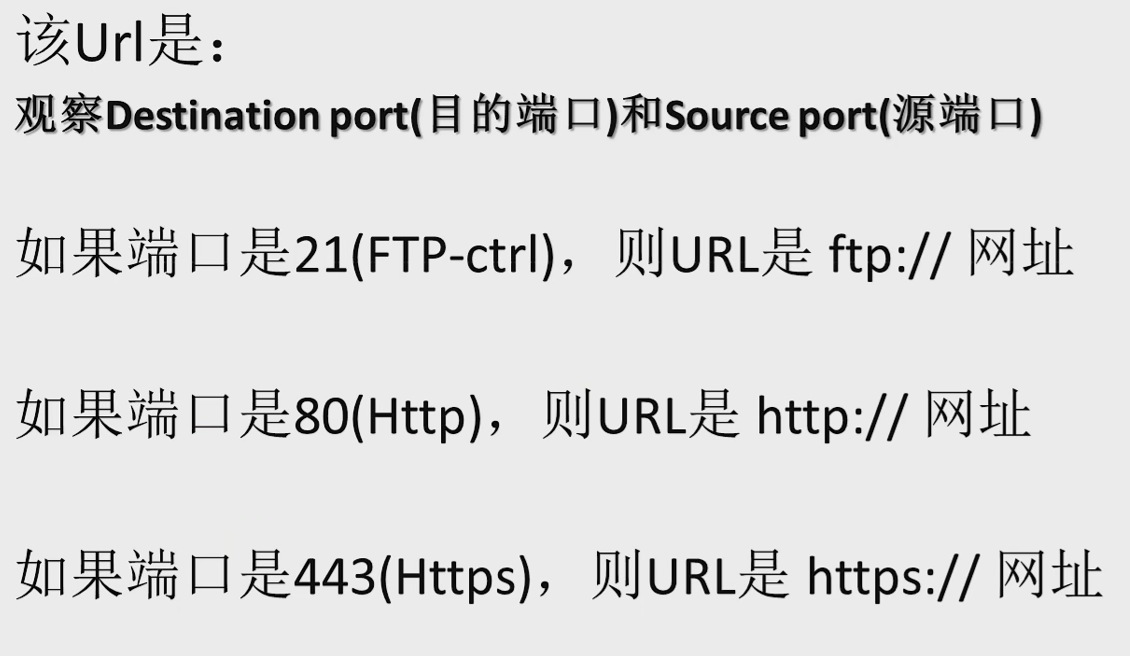 该Url是：
观察Destination port(目的端口)和Source port(源端口)
如果端口是21(FTP-ctrl)，则URL是 ftp:// 网址
如果端口是80(Http)，则URL是 http:// 网址
如果端口是443(Https)，则URL是 https:// 网址